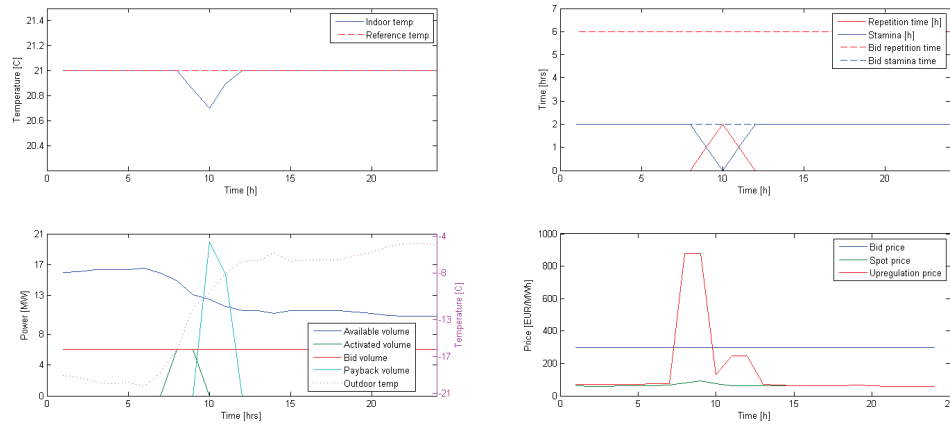 Temperature [C]
21.4
21.2
21
20.8
20.6
20.4
0
5
10
15
20
Time [h]
Indoor temp
Reference temp
Time [hrs]
7
6
5
4
3
2
1
0
0
5
10
15
20
Time [h]
Repetition time [h]
Stamina [h]
Bid repetition time
Bid stamina time
Power [MW]
21
17
13
8
4
0
0
5
10
15
20
Time [hrs]
-4
-8
-13
-17
-21
Temperature [C]
Available volume
Activated volume
Bid volume
Payback volume
Outdoor temp
Price [EUR/MWh]
1000
800
600
400
200
0
0
5
10
15
20
Time [h]
Bid price
Spot price
Upregulation price